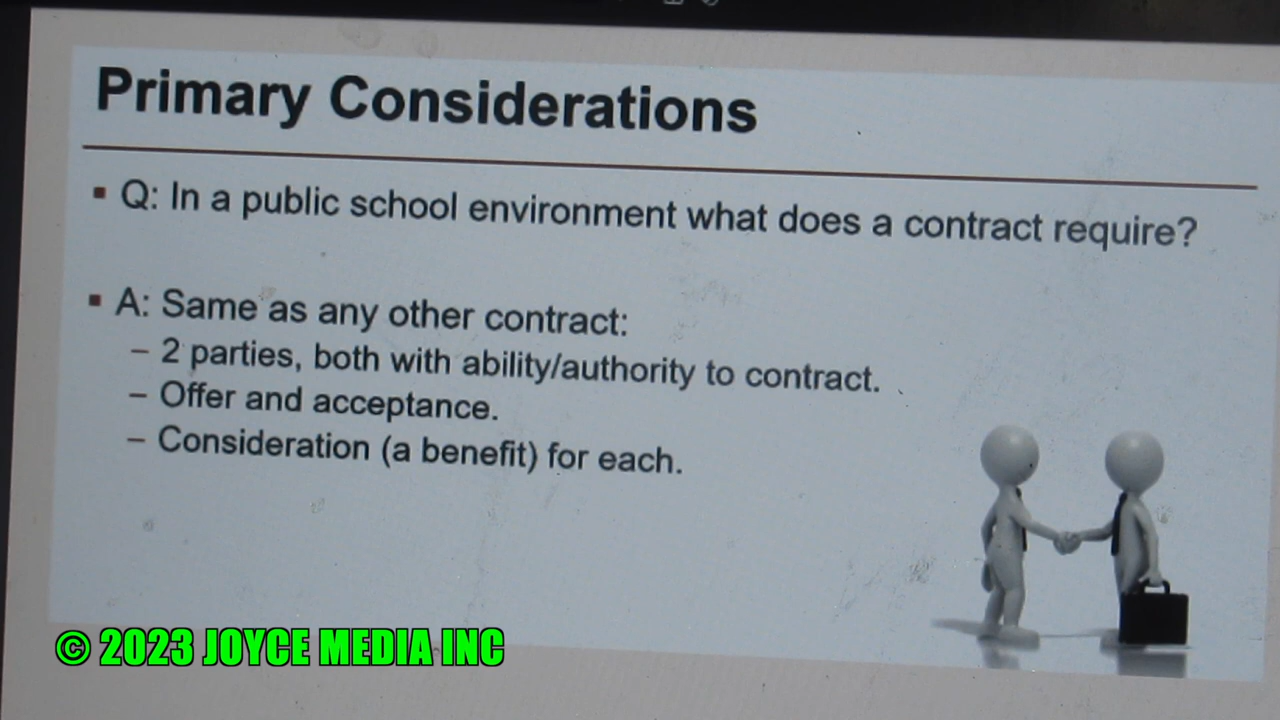 Primary Considerations
▪ Q: In a public school environment what does a contract require?
▪ A: Same as any other contract:
– 2 parties, both with ability/authority to contract.
– Offer and acceptance.
– Consideration (a benefit) for each.
© 2023 JOYCE MEDIA INC